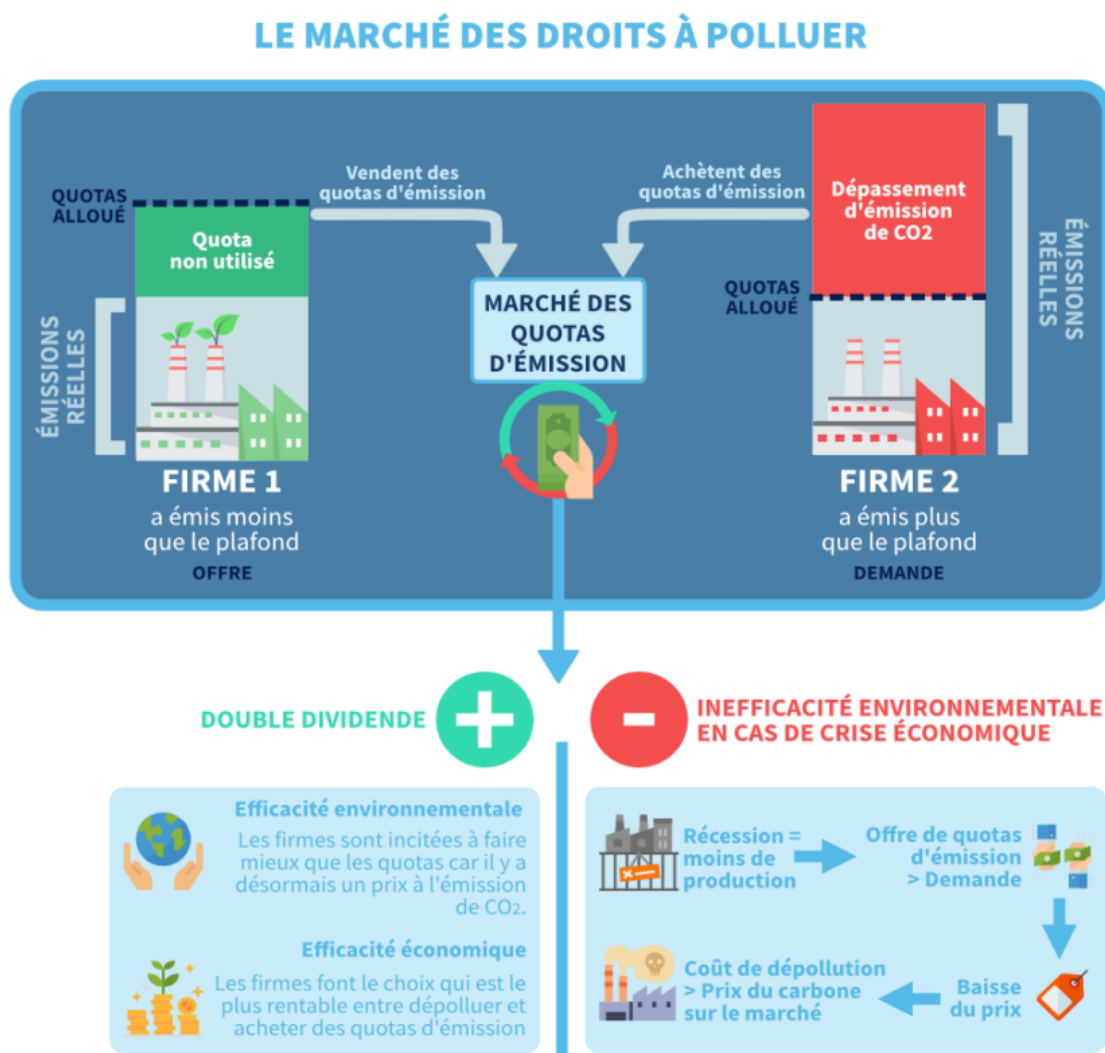 LE MARCHÉ DES DROITS À POLLUER
QUOTAS
ALLOUÉ
Quota
non utilisé
ÉMISSIONS
RÉELLES
FIRME 1
a émis moins
que le plafond
OFFRE
Vendent des
quotas d'émission
Achètent des
quotas d'émission
MARCHÉ DES
QUOTAS
D'ÉMISSION
Dépassement
d'émission
de CO2
QUOTAS
ALLOUÉ
ÉMISSIONS
RÉELLES
FIRME 2
a émis plus
que le plafond
DEMANDE
DOUBLE DIVIDENDE
+
-
INEFFICACITÉ ENVIRONNEMENTALE
EN CAS DE CRISE ÉCONOMIQUE
Efficacité environnementale
Les firmes sont incitées à faire
mieux que les quotas car il y a
désormais un prix à l'émission
de CO₂.
Efficacité économique
Les firmes font le choix qui est le
plus rentable entre dépolluer et
acheter des quotas d'émission
Récession =
moins de
production
Offre de quotas
d'émission
> Demande
Baisse
du prix
Coût de dépollution
> Prix du carbone
sur le marché